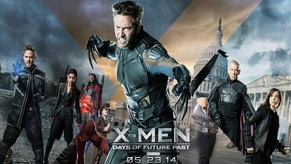 X-MEN
DAYS OF FUTURE PAST
05.23.14